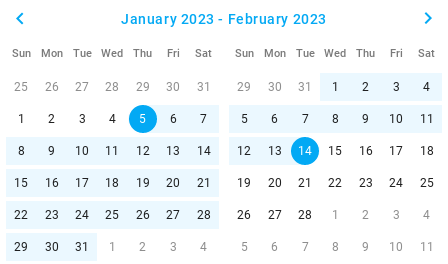 January 2023 - February 2023
Sun Mon Tue Wed Thu Fri Sat
25 26 27 28 29 30 31
1 2 3 4 5 6 7
8 9 10 11 12 13 14
15 16 17 18 19 20 21
22 23 24 25 26 27 28
29 30 31 1 2 3 4
Sun Mon Tue Wed Thu Fri Sat
29 30 31 1 2 3 4
5 6 7 8 9 10 11
12 13 14 15 16 17 18
19 20 21 22 23 24 25
26 27 28 1 2 3 4
5 6 7 8 9 10 11